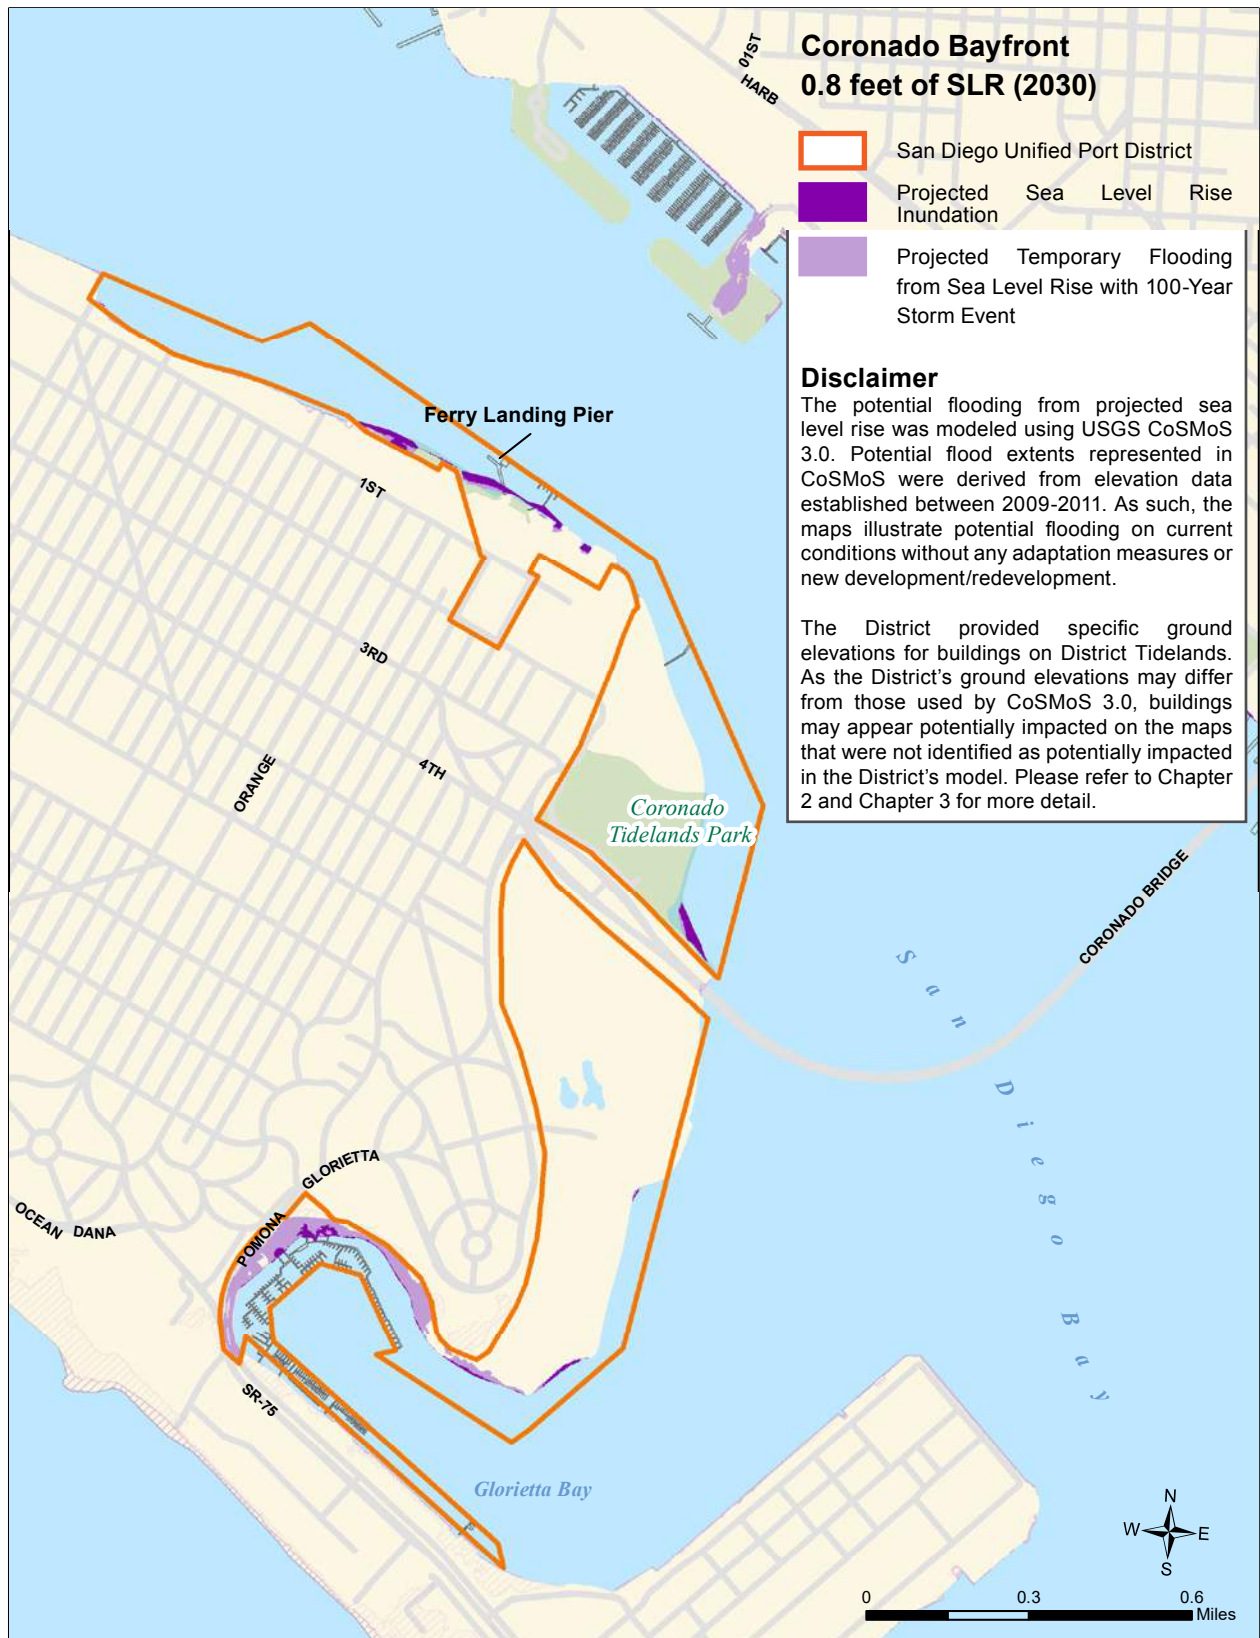 Coronado Bayfront
0.8 feet of SLR (2030)
San Diego Unified Port District
Projected Sea Level Rise
Inundation
Projected Temporary Flooding
from Sea Level Rise with 100-Year
Storm Event
Disclaimer
The potential flooding from projected sea
level rise was modeled using USGS CoSMoS
3.0. Potential flood extents represented in
CoSMoS were derived from elevation data
established between 2009-2011. As such, the
maps illustrate potential flooding on current
conditions without any adaptation measures or
new development/redevelopment.
The District provided specific ground
elevations for buildings on District Tidelands.
As the District's ground elevations may differ
from those used by CoSMoS 3.0, buildings
may appear potentially impacted on the maps
that were not identified as potentially impacted
in the District's model. Please refer to Chapter
2 and Chapter 3 for more detail.
01ST
HARB
Ferry Landing Pier
1ST
3RD
4TH
ORANGE
Coronado
Tidelands Park
CORONADO BRIDGE
San Diego Bay
GLORIETTA
POMONA
OCEAN
DANA
SR-75
Glorietta Bay
N
W
E
S
0
0.3
0.6
Miles